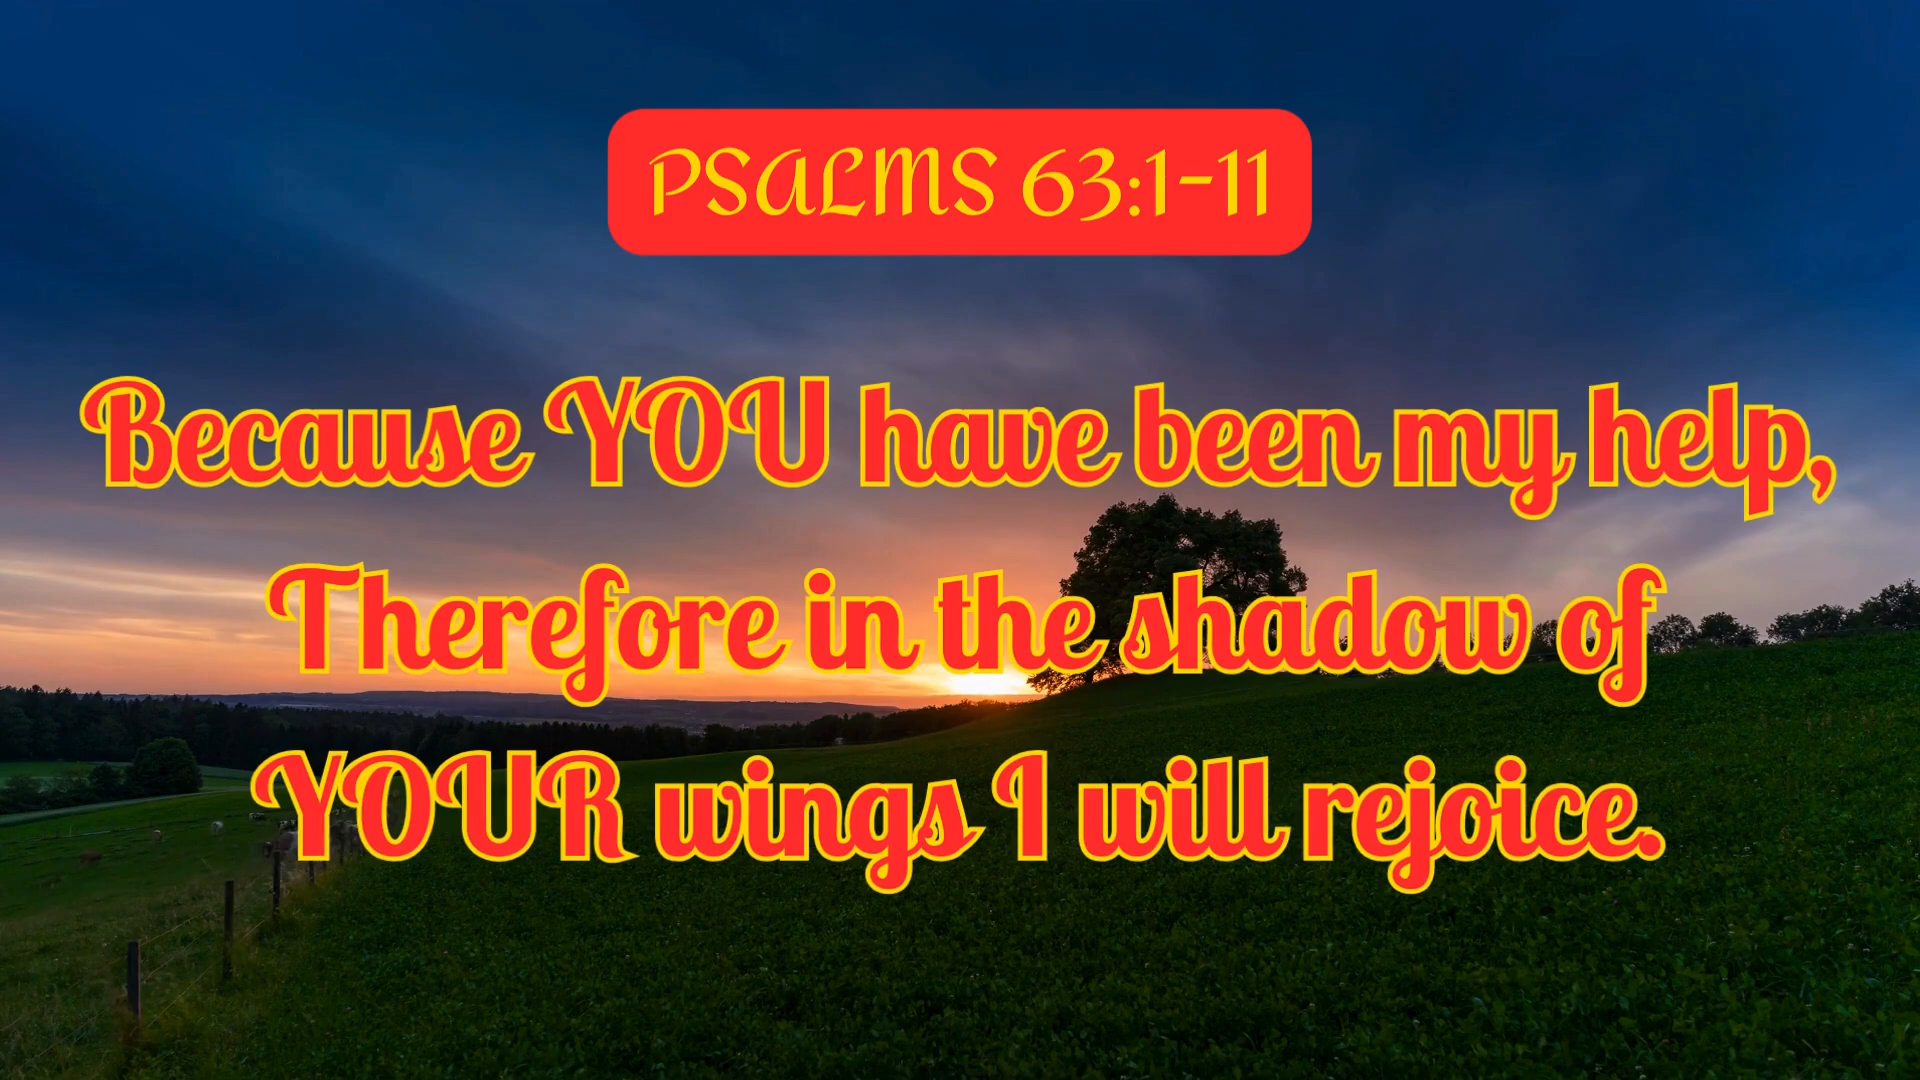 PSALMS 63:1-11
Because YOU have been my help,
Therefore in the shadow of
YOUR wings I will rejoice.